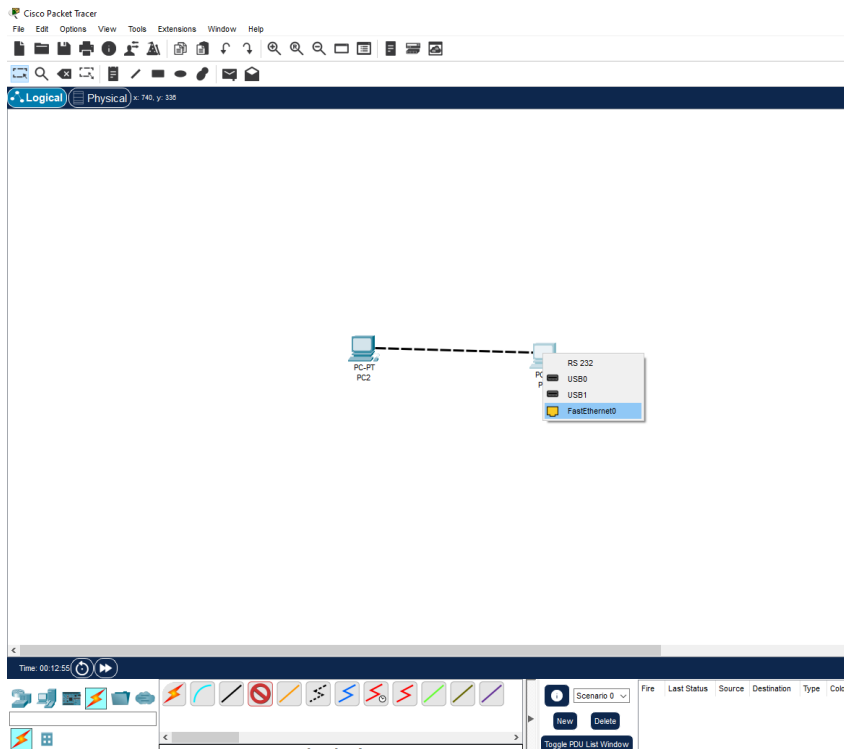 Cisco Packet Tracer
File Edit Options View Tools Extensions Window Help
Logical Physical x: 740, y: 336
PC-PT
PC2
RS 232
USB0
USB1
FastEthernet0
Time: 00:12:55
Scenario 0
New Delete
Toggle PDU List Window
Fire Last Status Source Destination Type